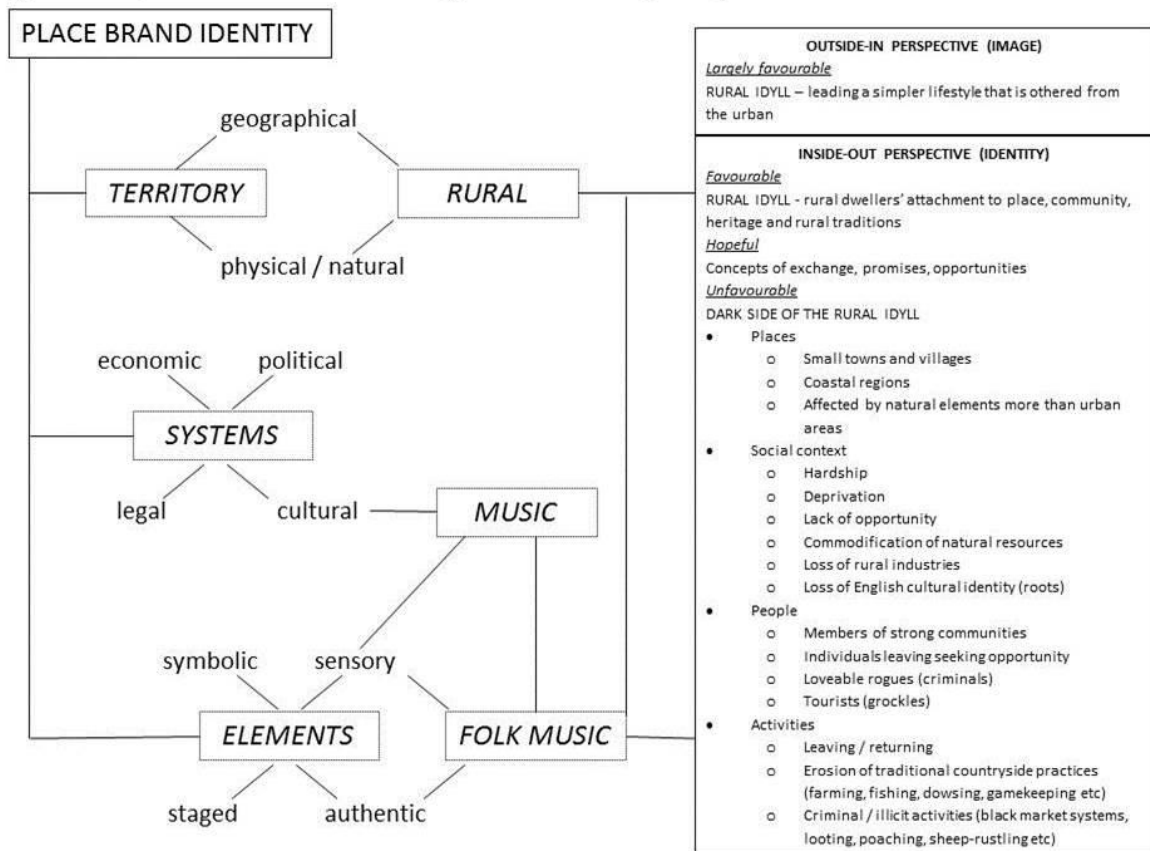 PLACE BRAND IDENTITY
geographical
TERRITORY
RURAL
physical / natural
economic
political
SYSTEMS
legal
cultural
MUSIC
symbolic
sensory
ELEMENTS
FOLK MUSIC
staged
authentic
OUTSIDE-IN PERSPECTIVE (IMAGE)
Largely favourable
RURAL IDYLL – leading a simpler lifestyle that is othered from
the urban
INSIDE-OUT PERSPECTIVE (IDENTITY)
Favourable
RURAL IDYLL - rural dwellers' attachment to place, community,
heritage and rural traditions
Hopeful
Concepts of exchange, promises, opportunities
Unfavourable
DARK SIDE OF THE RURAL IDYLL
• Places
o Small towns and villages
o Coastal regions
o Affected by natural elements more than urban
areas
• Social context
o Hardship
o Deprivation
o Lack of opportunity
o Commodification of natural resources
o Loss of rural industries
o Loss of English cultural identity (roots)
• People
o Members of strong communities
o Individuals leaving seeking opportunity
o Loveable rogues (criminals)
o Tourists (grockles)
• Activities
o Leaving / returning
o Erosion of traditional countryside practices
(farming, fishing, dowsing, gamekeeping etc)
o Criminal / illicit activities (black market systems,
looting, poaching, sheep-rustling etc)